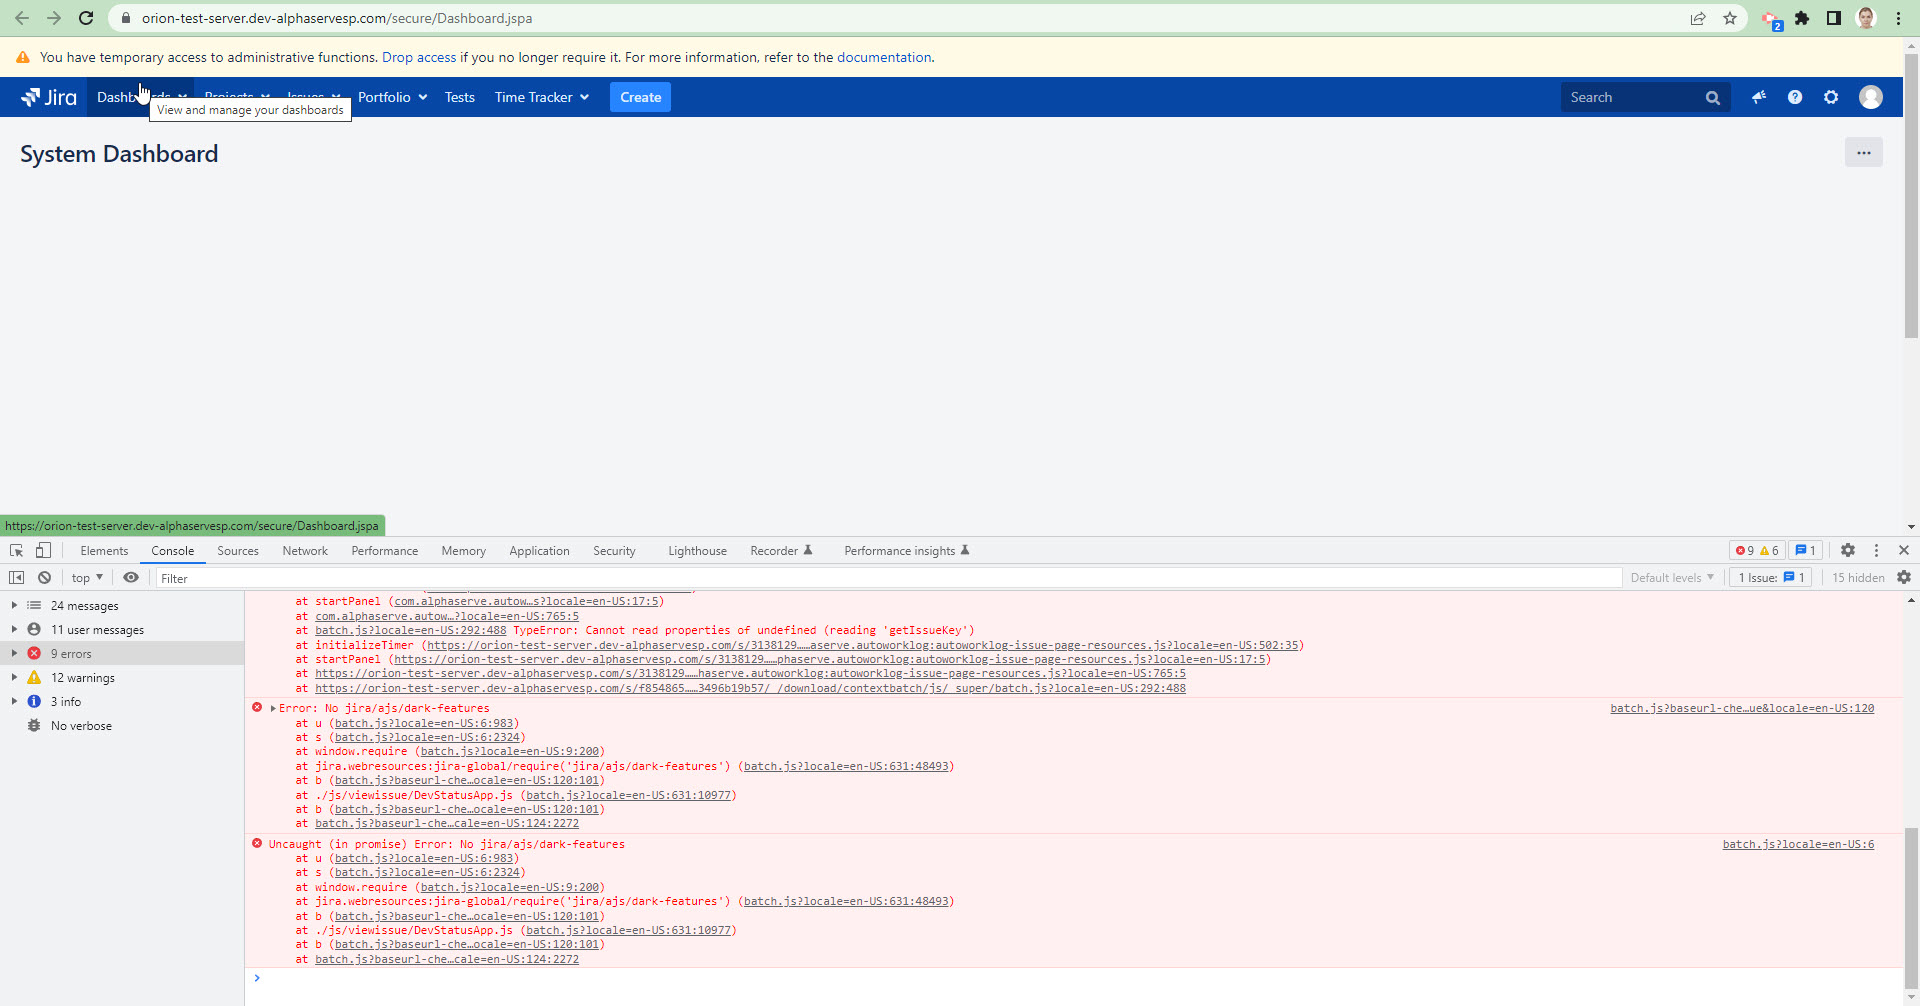 orion-test-server.dev-alphaservesp.com/secure/Dashboard.jspa
2
You have temporary access to administrative functions. Drop access if you no longer require it. For more information, refer to the documentation.
Jira Dashboards Projects Issues Portfolio Tests Time Tracker Create Search
View and manage your dashboards
System Dashboard
https://orion-test-server.dev-alphaservesp.com/secure/Dashboard.jspa
Elements Console Sources Network Performance Memory Application Security Lighthouse Recorder Performance insights 9 6 1
top Filter Default levels 1 Issue: 1 15 hidden
24 messages
11 user messages
9 errors
12 warnings
3 info
No verbose
at startPanel (com.alphaserve.autow…s?locale=en-US:17:5)
at com.alphaserve.autow…?locale=en-US:765:5
at batch.js?locale=en-US:292:488 TypeError: Cannot read properties of undefined (reading 'getIssueKey')
at initializeTimer (https://orion-test-server.dev-alphaservesp.com/s/3138129……aserve.autoworklog:autoworklog-issue-page-resources.js?locale=en-US:502:35)
at startPanel (https://orion-test-server.dev-alphaservesp.com/s/3138129……phaserve.autoworklog:autoworklog-issue-page-resources.js?locale=en-US:17:5)
at https://orion-test-server.dev-alphaservesp.com/s/3138129……haserve.autoworklog:autoworklog-issue-page-resources.js?locale=en-US:765:5
at https://orion-test-server.dev-alphaservesp.com/s/f854865……3496b19b57/_/download/contextbatch/js/_super/batch.js?locale=en-US:292:488
Error: No jira/ajs/dark-features batch.js?baseurl-che…ue&locale=en-US:120
at u (batch.js?locale=en-US:6:983)
at s (batch.js?locale=en-US:6:2324)
at window.require (batch.js?locale=en-US:9:200)
at jira.webresources:jira-global/require('jira/ajs/dark-features') (batch.js?locale=en-US:631:48493)
at b (batch.js?baseurl-che…ocale=en-US:120:101)
at ./js/viewissue/DevStatusApp.js (batch.js?locale=en-US:631:10977)
at b (batch.js?baseurl-che…ocale=en-US:120:101)
at batch.js?baseurl-che…cale=en-US:124:2272
Uncaught (in promise) Error: No jira/ajs/dark-features batch.js?locale=en-US:6
at u (batch.js?locale=en-US:6:983)
at s (batch.js?locale=en-US:6:2324)
at window.require (batch.js?locale=en-US:9:200)
at jira.webresources:jira-global/require('jira/ajs/dark-features') (batch.js?locale=en-US:631:48493)
at b (batch.js?baseurl-che…ocale=en-US:120:101)
at ./js/viewissue/DevStatusApp.js (batch.js?locale=en-US:631:10977)
at b (batch.js?baseurl-che…ocale=en-US:120:101)
at batch.js?baseurl-che…cale=en-US:124:2272